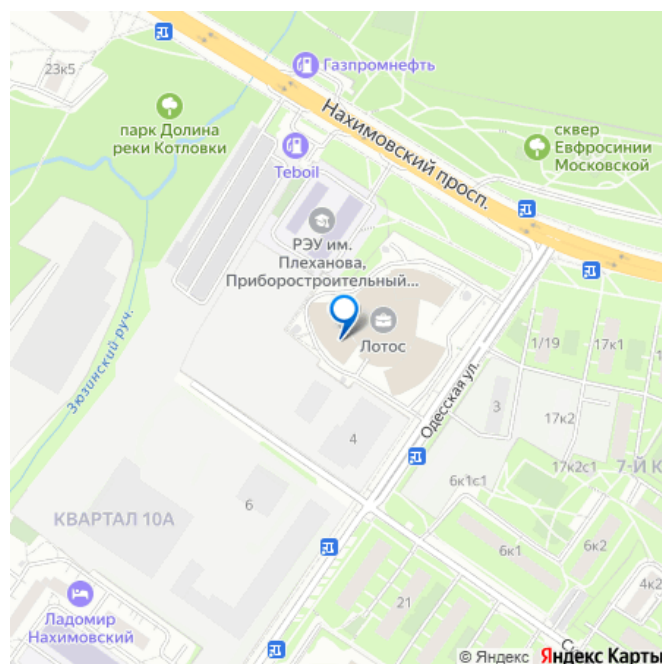 23к5
Газпромнефть
парк Долина
реки Котловки
Нахимовский просп.
сквер
Евфросинии
Московской
Teboil
РЭУ им.
Плеханова,
Приборостроительный...
Лотос
1/19
17к1
Зюзинский руч.
Одесская ул.
3
17к2
4
17к2с1
7-Й К
6к1с1
КВАРТАЛ 10А
6
6к1
6к2
4к2
Ладомир
Нахимовский
21
С
© Яндекс Яндекс Карты